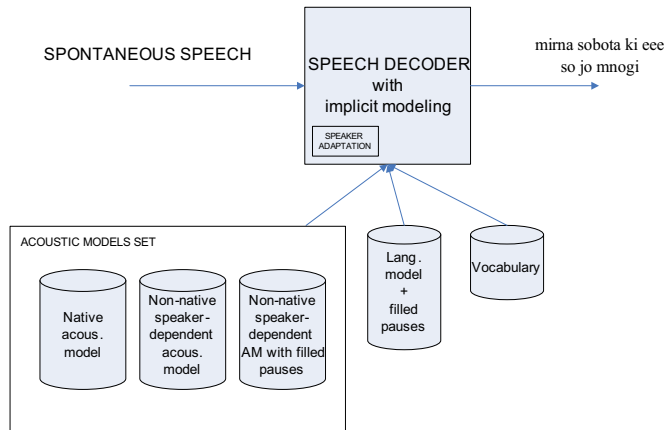 mirna sobota ki eee
so jo mnogi
SPONTANEOUS SPEECH
SPEECH DECODER
with
implicit modeling
SPEAKER
ADAPTATION
ACOUSTIC MODELS SET
Native
acous.
model
Non-native
speaker-
dependent
acous.
model
Non-native
speaker-
dependent
AM with filled
pauses
Lang.
model
+
filled
pauses
Vocabulary